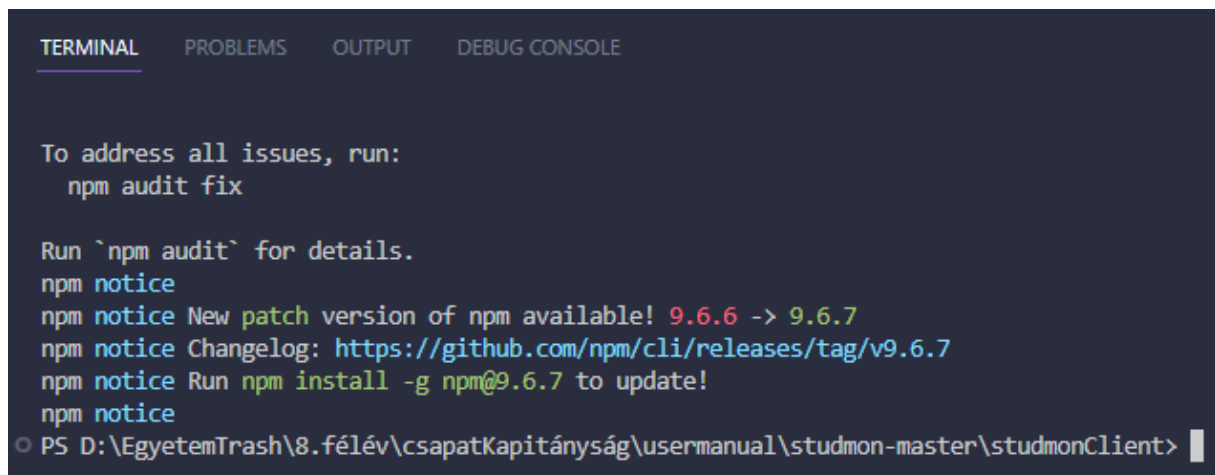 TERMINAL PROBLEMS OUTPUT DEBUG CONSOLE
To address all issues, run:
npm audit fix
Run `npm audit` for details.
npm notice
npm notice New patch version of npm available! 9.6.6 -> 9.6.7
npm notice Changelog: https://github.com/npm/cli/releases/tag/v9.6.7
npm notice Run npm install -g npm@9.6.7 to update!
npm notice
PS D:\EgyetemTrash\8.félév\csapatKapitányság\usermanual\studmon-master\studmonClient>